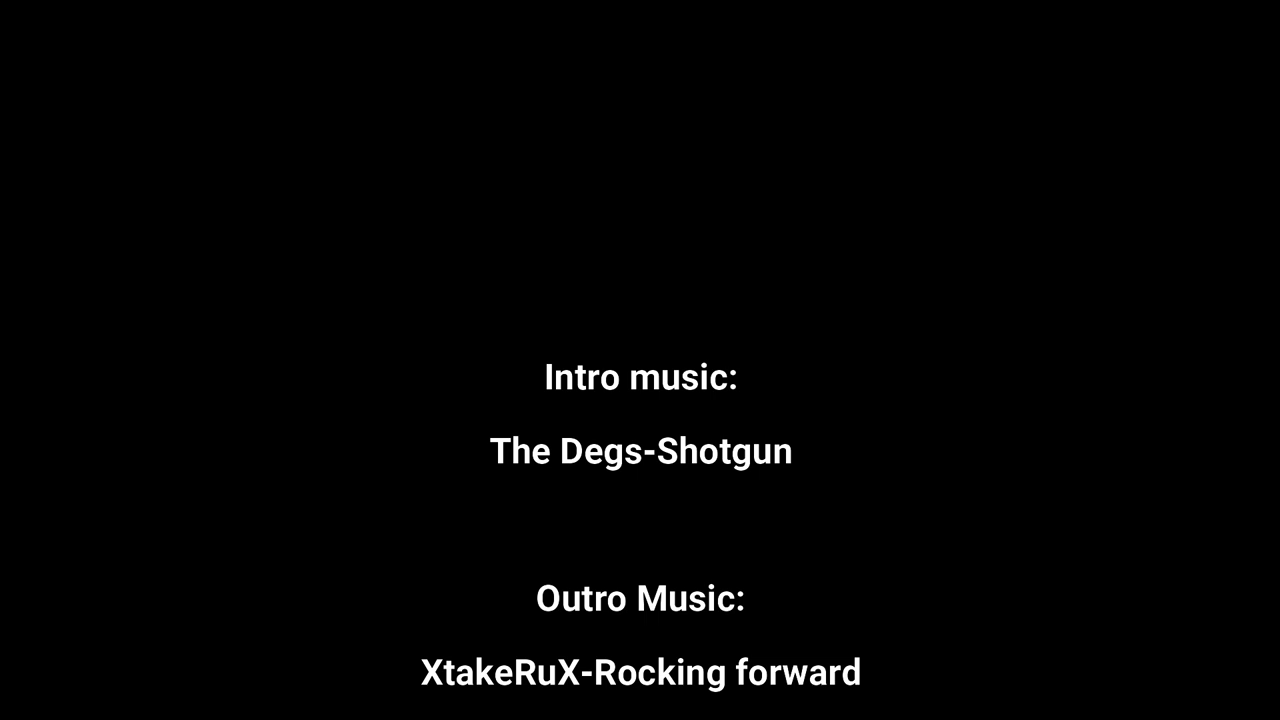 Intro music:
The Degs-Shotgun
Outro Music:
XtakeRuX-Rocking forward